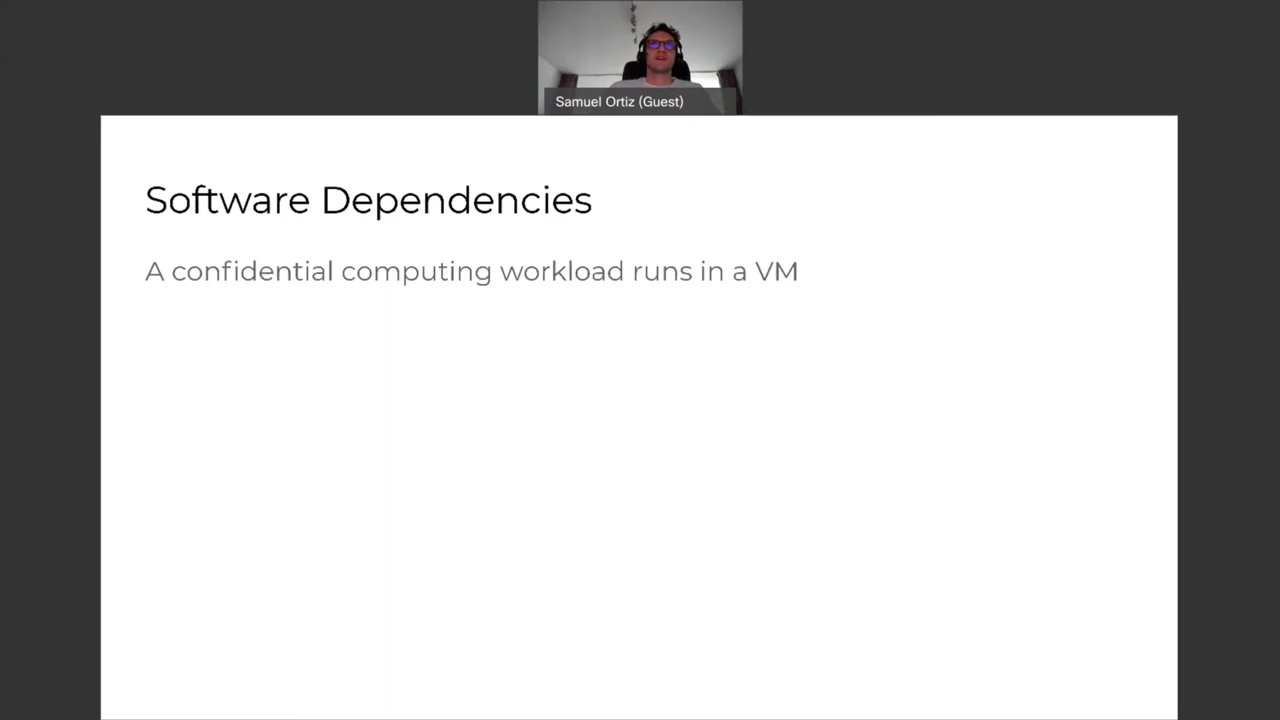 Samuel Ortiz (Guest)
Software Dependencies
A confidential computing workload runs in a VM